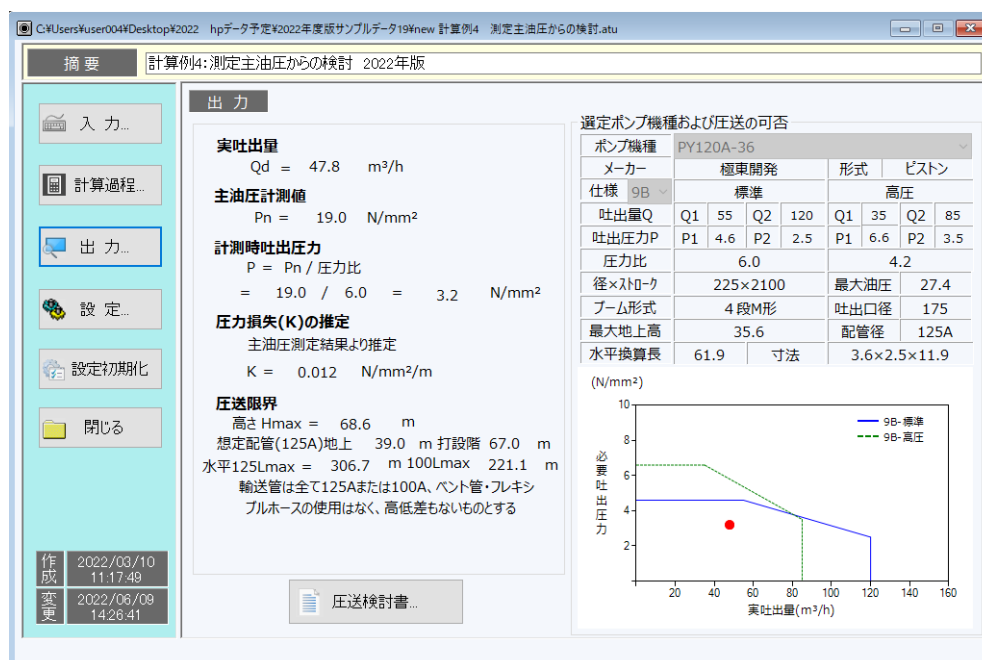 C:¥Users¥user004¥Desktop¥2022 hpデータ予定¥2022年度版サンプルデータ19¥new 計算例4 測定主油圧からの検討.atu
摘 要
計算例4:測定主油圧からの検討 2022年版
入 力...
計算過程...
出 力...
設 定...
設定初期化
閉じる
作成 2022/03/10 11:17:49
変更 2022/06/09 14:26:41
出 力
実吐出量
Qd = 47.8 m³/h
主油圧計測値
Pn = 19.0 N/mm²
計測時吐出圧力
P = Pn / 圧力比
= 19.0 / 6.0 = 3.2 N/mm²
圧力損失(K)の推定
主油圧測定結果より推定
K = 0.012 N/mm²/m
圧送限界
高さ Hmax = 68.6 m
想定配管(125A)地上 39.0 m 打設階 67.0 m
水平125Lmax = 306.7 m 100Lmax 221.1 m
輸送管は全て125Aまたは100A、ベント管・フレキシ
ブルホースの使用はなく、高低差もないものとする
圧送検討書...
選定ポンプ機種および圧送の可否
ポンプ機種 PY120A-36
メーカー 極東開発 形式 ピストン
仕様 9B 標準 高圧
吐出量Q Q1 55 Q2 120 Q1 35 Q2 85
吐出圧力P P1 4.6 P2 2.5 P1 6.6 P2 3.5
圧力比 6.0 4.2
径×ストローク 225×2100 最大油圧 27.4
ブーム形式 4段M形 吐出口径 175
最大地上高 35.6 配管径 125A
水平換算長 61.9 寸法 3.6×2.5×11.9
(N/mm²)
必要吐出圧力
10
8
6
4
2
9B-標準
9B-高圧
20 40 60 80 100 120 140 160
実吐出量(m³/h)